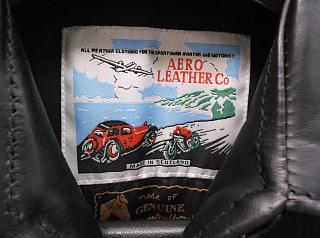 ALL WEATHER CLOTHING FOR THE SPORTSMAN AVIATOR AND MOTORIST
AERO
LEATHER Co
MADE IN SCOTLAND
made of
GENUINE